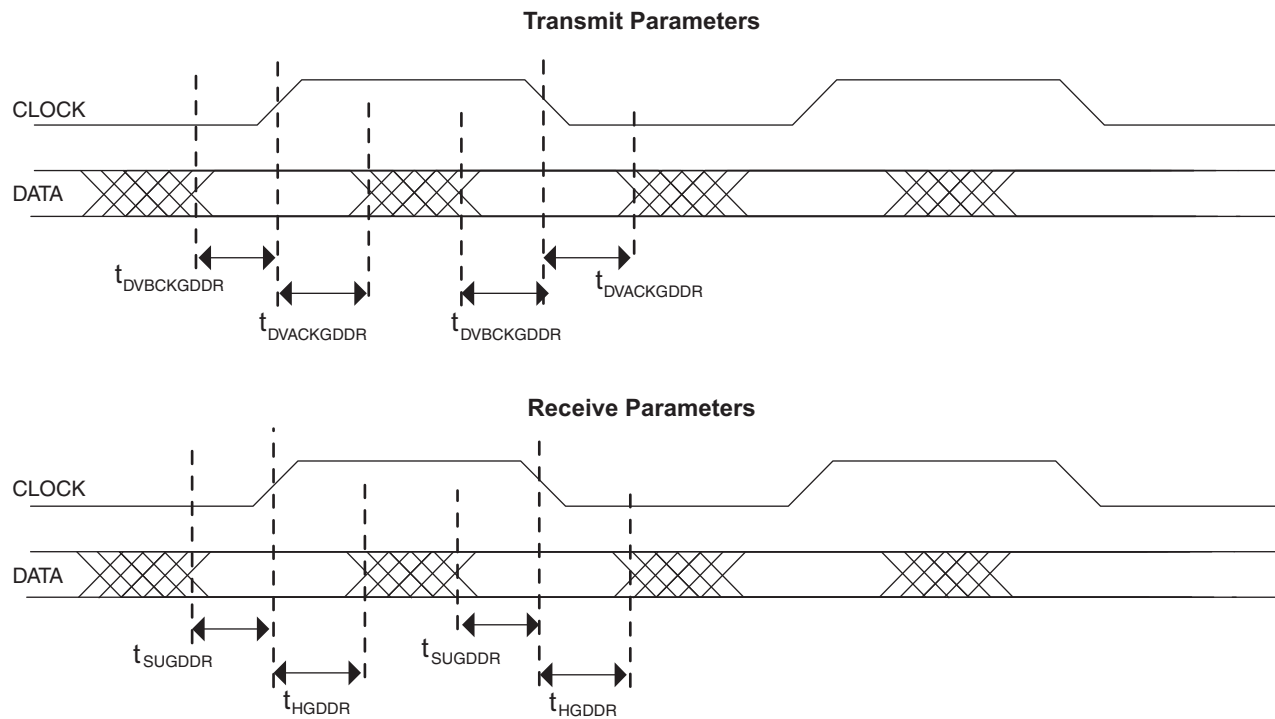 Transmit Parameters
CLOCK
DATA
tDVBCKGDDR
tDVACKGDDR
tDVACKGDDR
tDVBCKGDDR
Receive Parameters
CLOCK
DATA
tSUGDDR
tSUGDDR
tHGDDR
tHGDDR